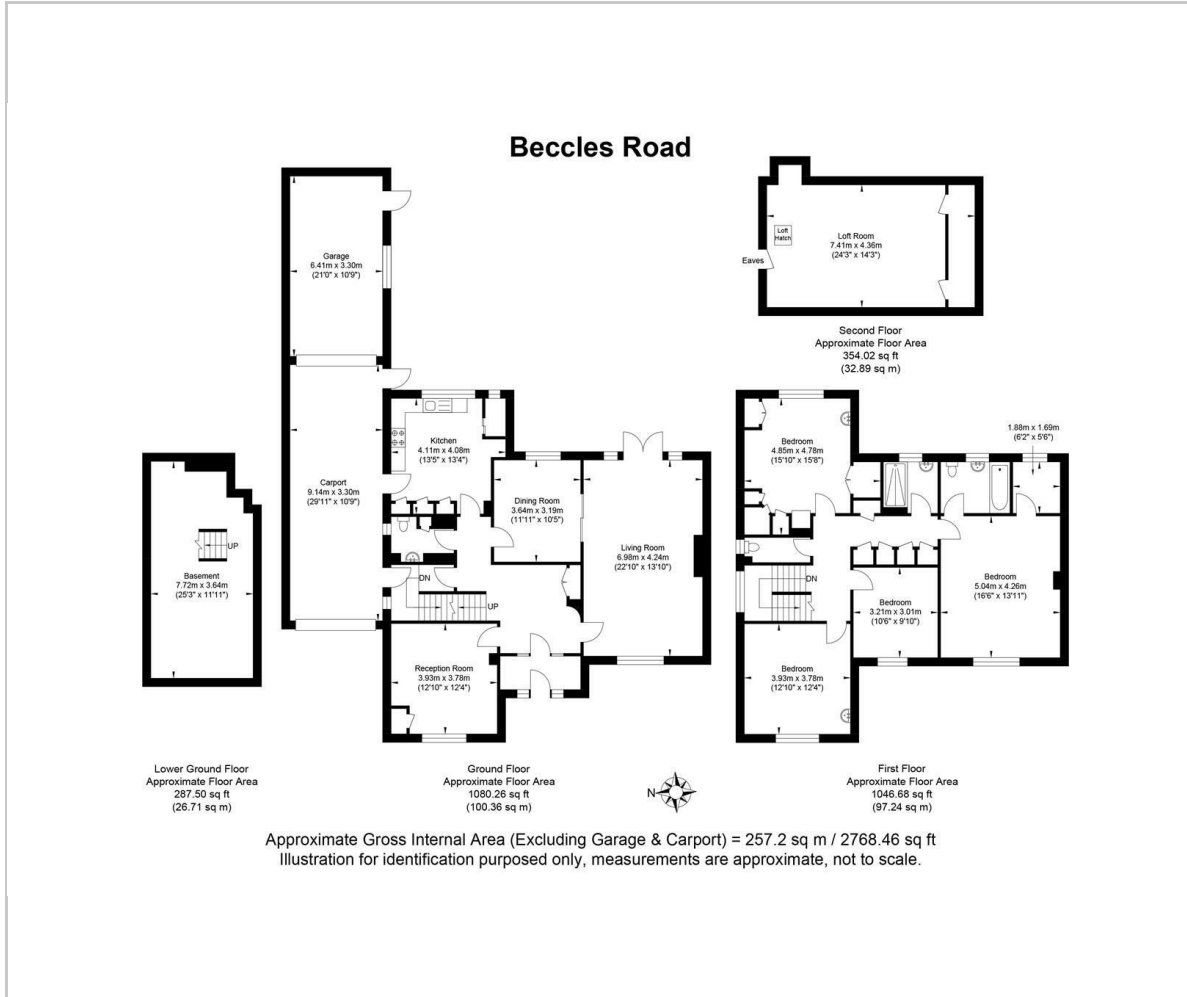 Beccles Road
Garage
6.41m x 3.30m
(21'0" x 10'9")
Loft
Hatch
Loft Room
7.41m x 4.36m
(24'3" x 14'3")
Eaves
Second Floor
Approximate Floor Area
354.02 sq ft
(32.89 sq m)
Basement
7.72m x 3.64m
(25'3" x 11'11")
UP
Lower Ground Floor
Approximate Floor Area
287.50 sq ft
(26.71 sq m)
Carport
9.14m x 3.30m
(29'11" x 10'9")
Kitchen
4.11m x 4.08m
(13'5" x 13'4")
Dining Room
3.64m x 3.19m
(11'11" x 10'5")
Living Room
6.98m x 4.24m
(22'10" x 13'10")
DN
UP
Reception Room
3.93m x 3.78m
(12'10" x 12'4")
Ground Floor
Approximate Floor Area
1080.26 sq ft
(100.36 sq m)
N
Bedroom
4.85m x 4.78m
(15'10" x 15'8")
1.88m x 1.69m
(6'2" x 5'6")
DN
Bedroom
3.21m x 3.01m
(10'6" x 9'10")
Bedroom
5.04m x 4.26m
(16'6" x 13'11")
Bedroom
3.93m x 3.78m
(12'10" x 12'4")
First Floor
Approximate Floor Area
1046.68 sq ft
(97.24 sq m)
Approximate Gross Internal Area (Excluding Garage & Carport) = 257.2 sq m / 2768.46 sq ft
Illustration for identification purposed only, measurements are approximate, not to scale.